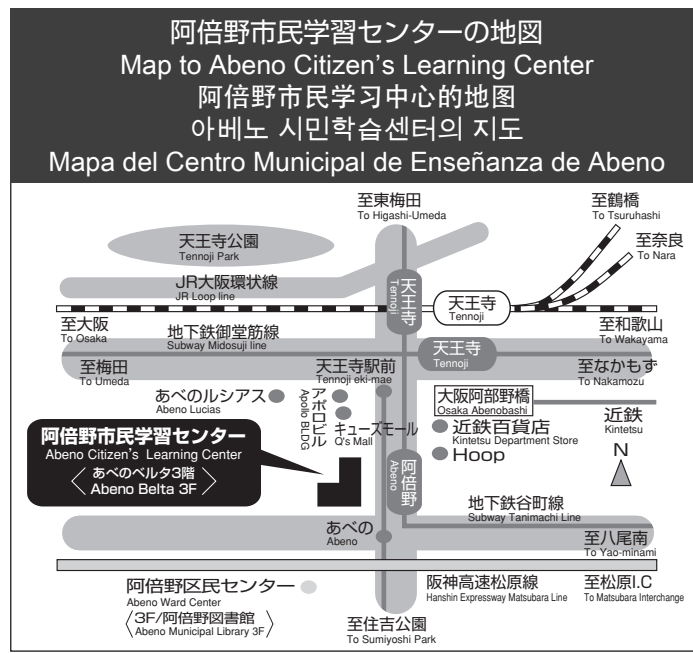 阿倍野市民学習センターの地図
Map to Abeno Citizen's Learning Center
阿倍野市民学习中心的地图
아베노 시민학습센터의 지도
Mapa del Centro Municipal de Enseñanza de Abeno
至東梅田
To Higashi-Umeda
至鶴橋
To Tsuruhashi
天王寺公園
Tennoji Park
至奈良
To Nara
JR大阪環状線
JR Loop line
天王寺
Tennoji
天王寺
Tennoji
至大阪
To Osaka
地下鉄御堂筋線
Subway Midosuji line
至和歌山
To Wakayama
天王寺
Tennoji
至梅田
To Umeda
天王寺駅前
Tennoji eki-mae
至なかもず
To Nakamozu
あべのルシアス
Abeno Lucias
アポロビル
Apollo BLDG
キューズモール
Q's Mall
大阪阿部野橋
Osaka Abenobashi
近鉄
Kintetsu
近鉄百貨店
Kintetsu Department Store
Hoop
N
阿倍野市民学習センター
Abeno Citizen's Learning Center
〈あべのベルタ3階〉
Abeno Belta 3F
阿倍野
Abeno
地下鉄谷町線
Subway Tanimachi Line
あべの
Abeno
至八尾南
To Yao-minami
阿倍野区民センター
Abeno Ward Center
〈3F/阿倍野図書館〉
Abeno Municipal Library 3F
阪神高速松原線
Hanshin Expressway Matsubara Line
至松原I.C
To Matsubara Interchange
至住吉公園
To Sumiyoshi Park